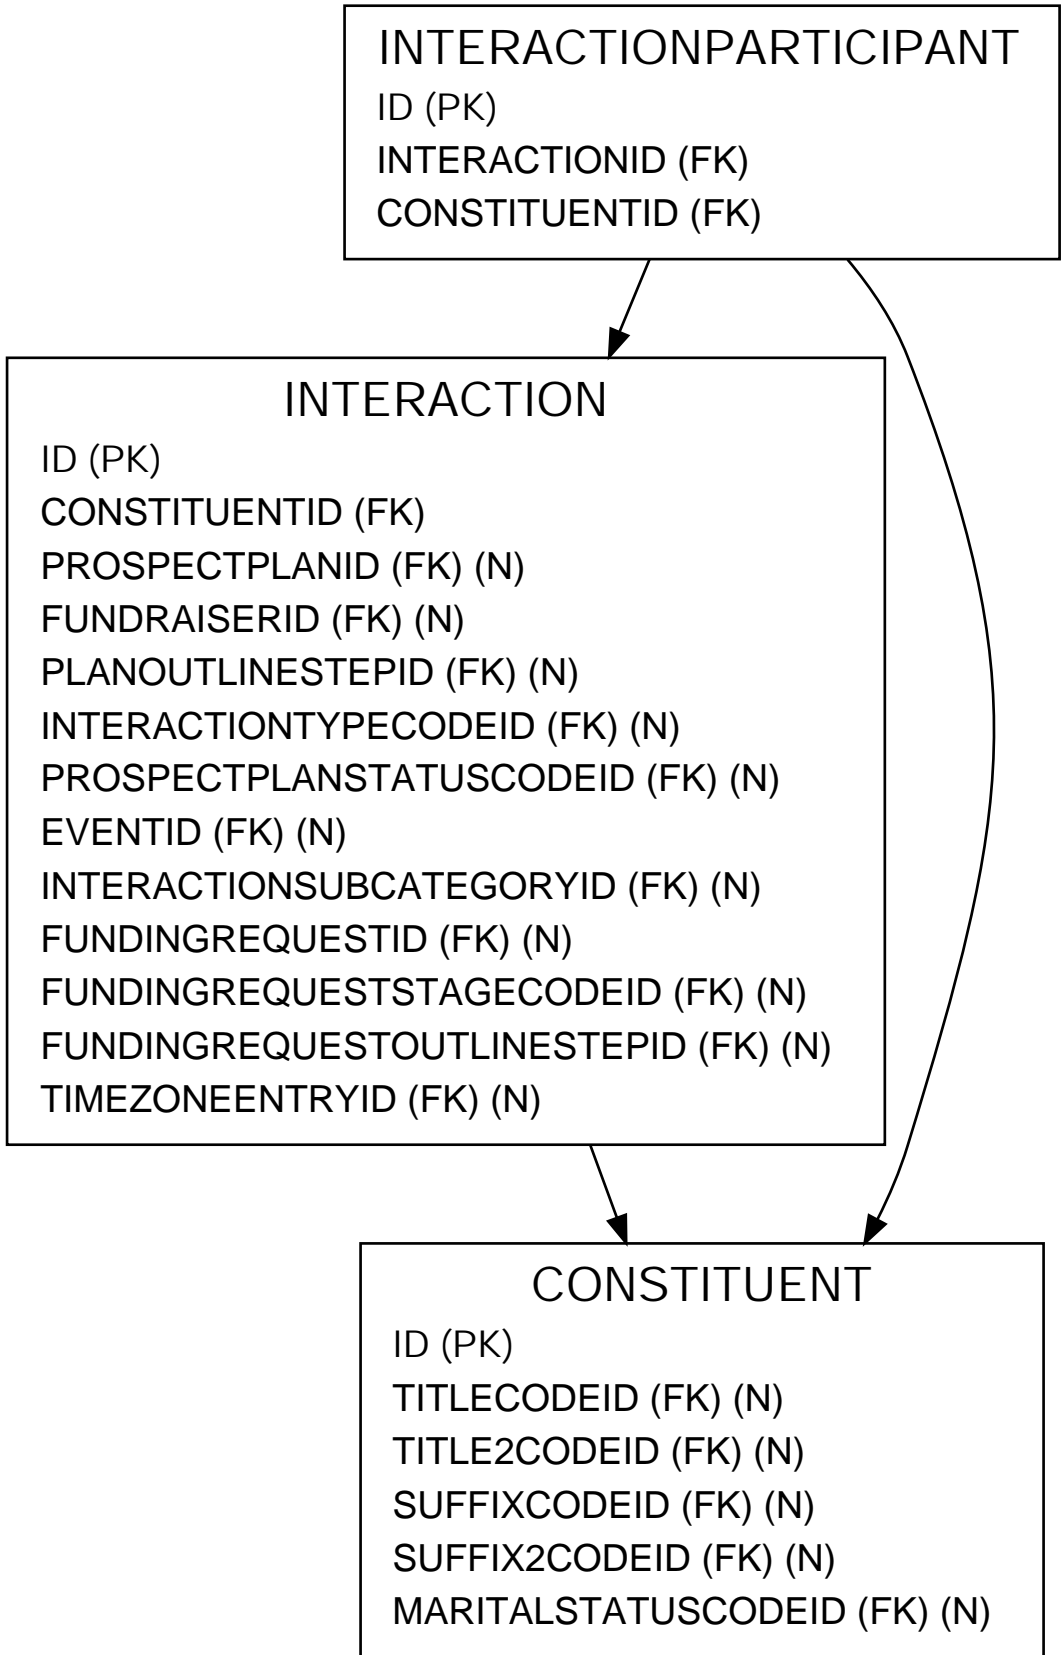 INTERACTIONPARTICIPANT
ID (PK)
INTERACTIONID (FK)
CONSTITUENTID (FK)
INTERACTION
ID (PK)
CONSTITUENTID (FK)
PROSPECTPLANID (FK) (N)
FUNDRAISERID (FK) (N)
PLANOUTLINESTEPID (FK) (N)
INTERACTIONTYPECODEID (FK) (N)
PROSPECTPLANSTATUSCODEID (FK) (N)
EVENTID (FK) (N)
INTERACTIONSUBCATEGORYID (FK) (N)
FUNDINGREQUESTID (FK) (N)
FUNDINGREQUESTSTAGECODEID (FK) (N)
FUNDINGREQUESTOUTLINESTEPID (FK) (N)
TIMEZONEENTRYID (FK) (N)
CONSTITUENT
ID (PK)
TITLECODEID (FK) (N)
TITLE2CODEID (FK) (N)
SUFFIXCODEID (FK) (N)
SUFFIX2CODEID (FK) (N)
MARITALSTATUSCODEID (FK) (N)